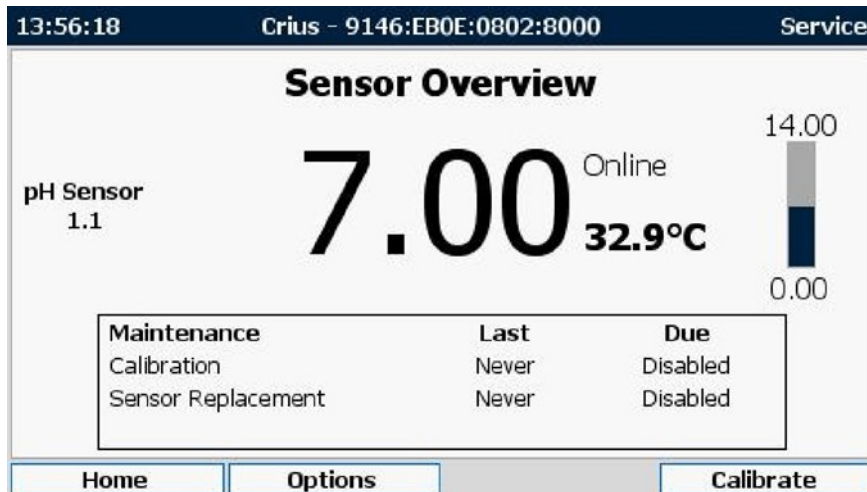 13:56:18 Crius - 9146:EB0E:0802:8000 Service
Sensor Overview
14.00
pH Sensor
1.1
7.00
Online
32.9°C
0.00
Maintenance Last Due
Calibration Never Disabled
Sensor Replacement Never Disabled
Home Options Calibrate